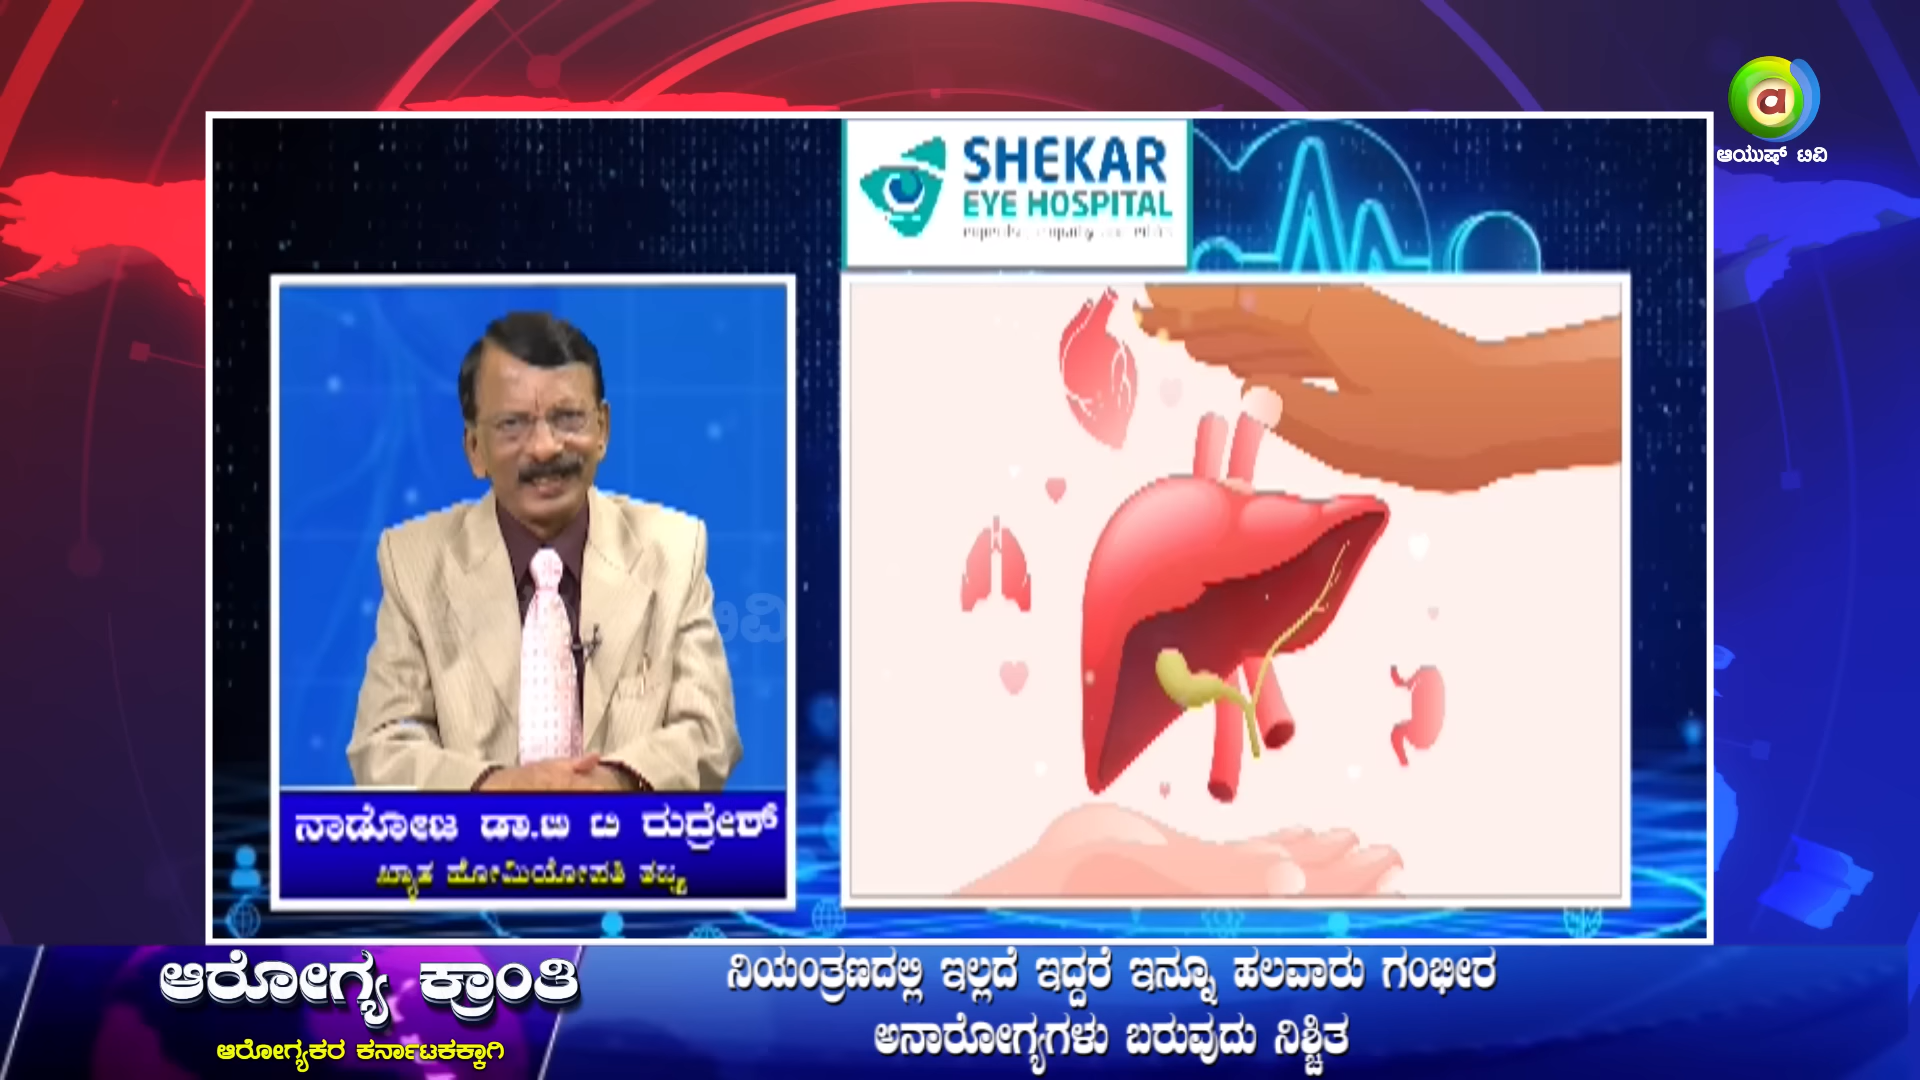 SHEKAR
EYE HOSPITAL
a
ಆಯುಷ್ ಟಿವಿ
ನಾಡೋಜ ಡಾ.ಬಿ ಟಿ ರುದ್ರೇಶ್
ಖ್ಯಾತ ಹೋಮಿಯೋಪತಿ ತಜ್ಞ
ಆರೋಗ್ಯ ಕ್ರಾಂತಿ
ಆರೋಗ್ಯಕರ ಕರ್ನಾಟಕಕ್ಕಾಗಿ
ನಿಯಂತ್ರಣದಲ್ಲಿ ಇಲ್ಲದೆ ಇದ್ದರೆ ಇನ್ನೂ ಹಲವಾರು ಗಂಭೀರ
ಅನಾರೋಗ್ಯಗಳು ಬರುವುದು ನಿಶ್ಚಿತ